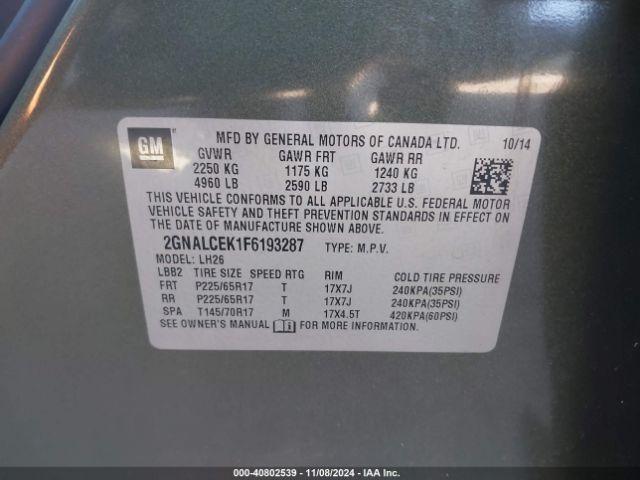 GM
MFD BY GENERAL MOTORS OF CANADA LTD. 10/14
GVWR GAWR FRT GAWR RR
2250 KG 1175 KG 1240 KG
4960 LB 2590 LB 2733 LB
THIS VEHICLE CONFORMS TO ALL APPLICABLE U.S. FEDERAL MOTOR
VEHICLE SAFETY AND THEFT PREVENTION STANDARDS IN EFFECT ON
THE DATE OF MANUFACTURE SHOWN ABOVE.
2GNALCEK1F6193287 TYPE: M.P.V.
MODEL: LH26
LBB2 TIRE SIZE SPEED RTG RIM COLD TIRE PRESSURE
FRT P225/65R17 T 17X7J 240KPA(35PSI)
RR P225/65R17 T 17X7J 240KPA(35PSI)
SPA T145/70R17 M 17X4.5T 420KPA(60PSI)
SEE OWNER'S MANUAL FOR MORE INFORMATION.
000-40802539 - 11/08/2024 - IAA Inc.